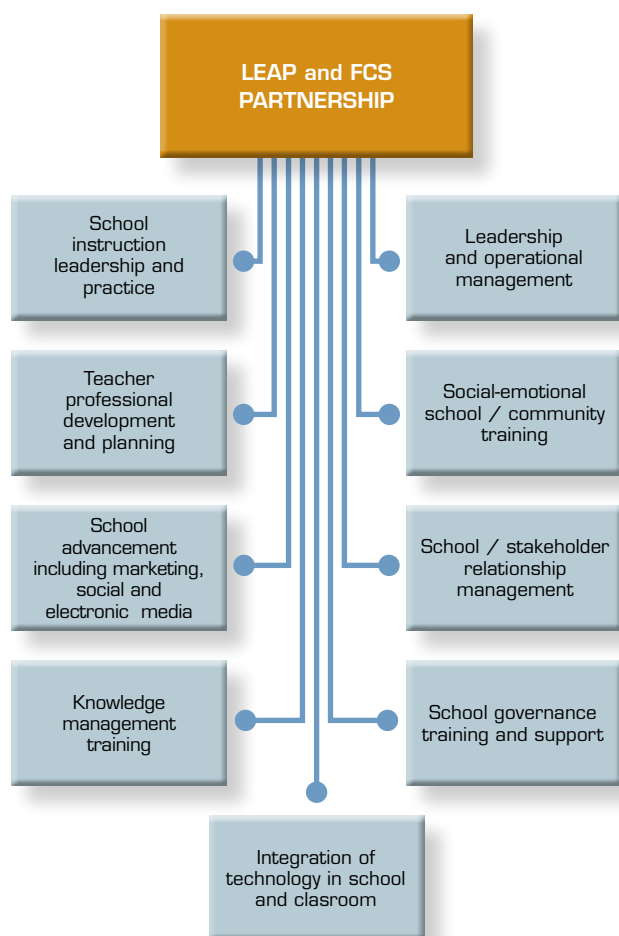 LEAP and FCS
PARTNERSHIP
School
instruction
leadership and
practice
Leadership
and operational
management
Teacher
professional
development
and planning
Social-emotional
school / community
training
School
advancement
including marketing,
social and
electronic media
School / stakeholder
relationship
management
Knowledge
management
training
School governance
training and support
Integration of
technology in school
and clasroom